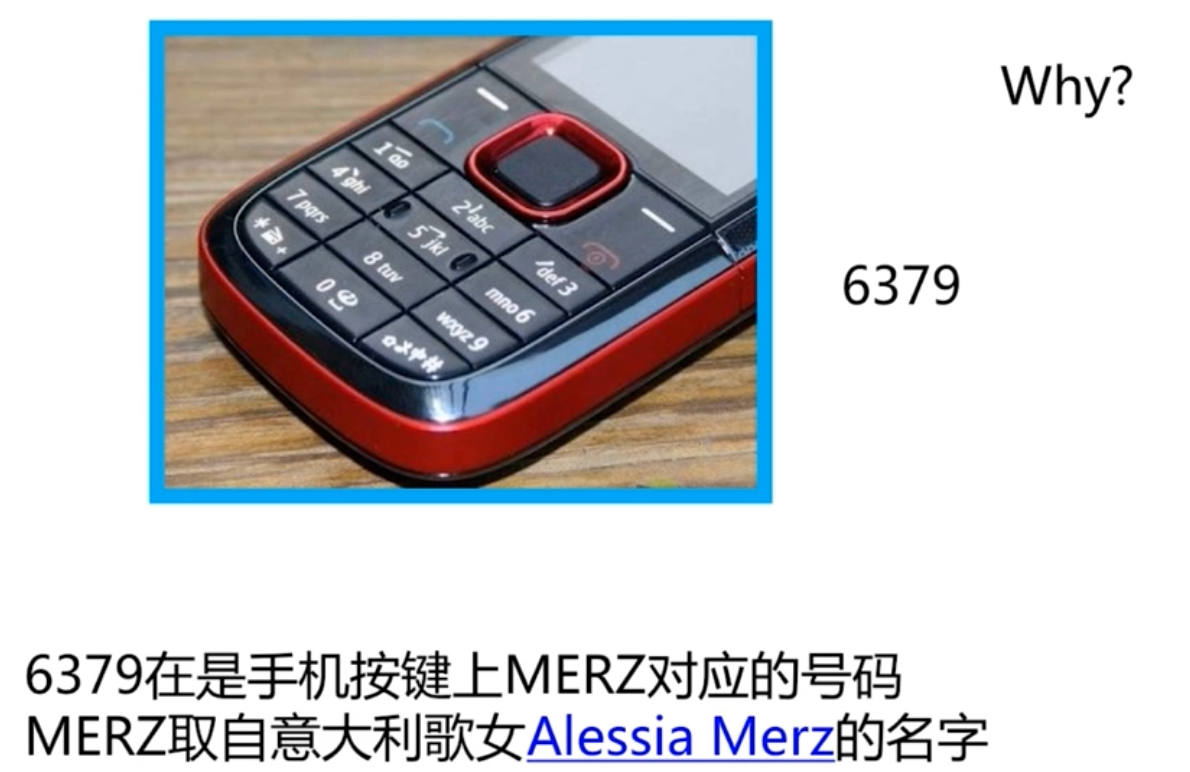 Why?
6379
1
2 abc
/def 3
4 ghi
5 jkl
mno 6
7 pqrs
8 tuv
wxyz 9
* +
0
#
6379在是手机按键上MERZ对应的号码
MERZ取自意大利歌女Alessia Merz的名字